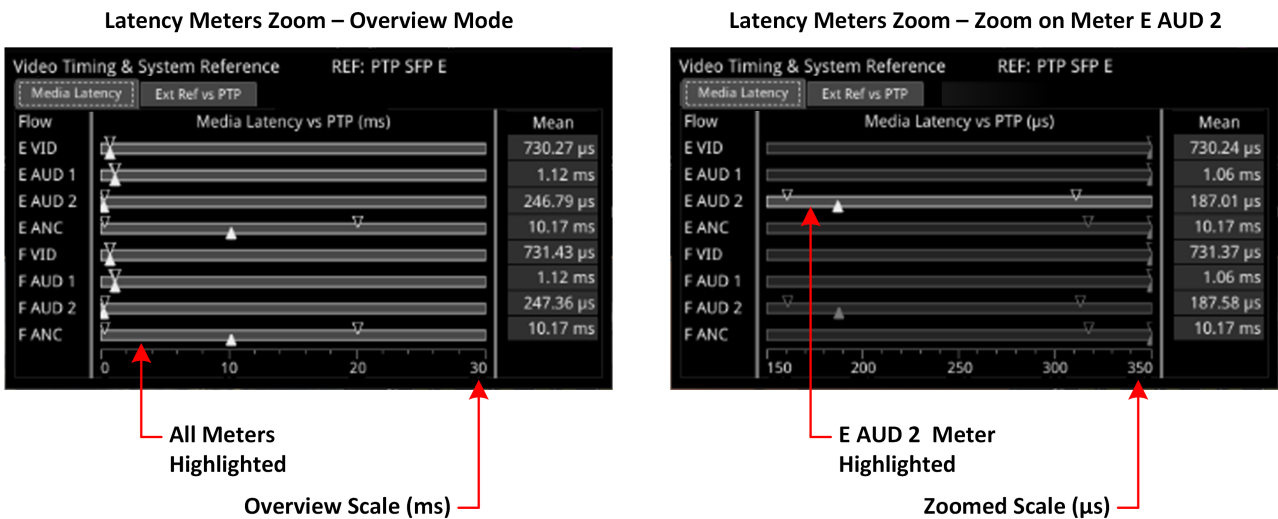 Latency Meters Zoom – Overview Mode
Video Timing & System Reference REF: PTP SFP E
Media Latency Ext Ref vs PTP
Flow Media Latency vs PTP (ms) Mean
E VID 730.27 µs
E AUD 1 1.12 ms
E AUD 2 246.79 µs
E ANC 10.17 ms
F VID 731.43 µs
F AUD 1 1.12 ms
F AUD 2 247.36 µs
F ANC 10.17 ms
0 10 20 30
All Meters
Highlighted
Overview Scale (ms)
Latency Meters Zoom – Zoom on Meter E AUD 2
Video Timing & System Reference REF: PTP SFP E
Media Latency Ext Ref vs PTP
Flow Media Latency vs PTP (µs) Mean
E VID 730.24 µs
E AUD 1 1.06 ms
E AUD 2 187.01 µs
E ANC 10.17 ms
F VID 731.37 µs
F AUD 1 1.06 ms
F AUD 2 187.58 µs
F ANC 10.17 ms
150 200 250 300 350
E AUD 2 Meter
Highlighted
Zoomed Scale (µs)